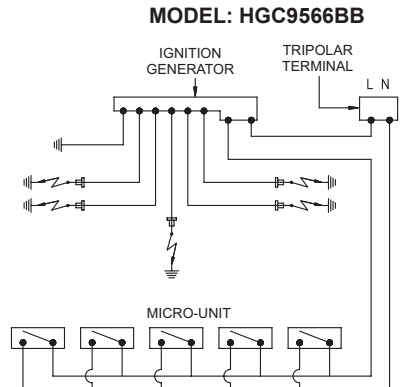 MODEL: HGC9566BB
IGNITION
GENERATOR
TRIPOLAR
TERMINAL
L N
MICRO-UNIT